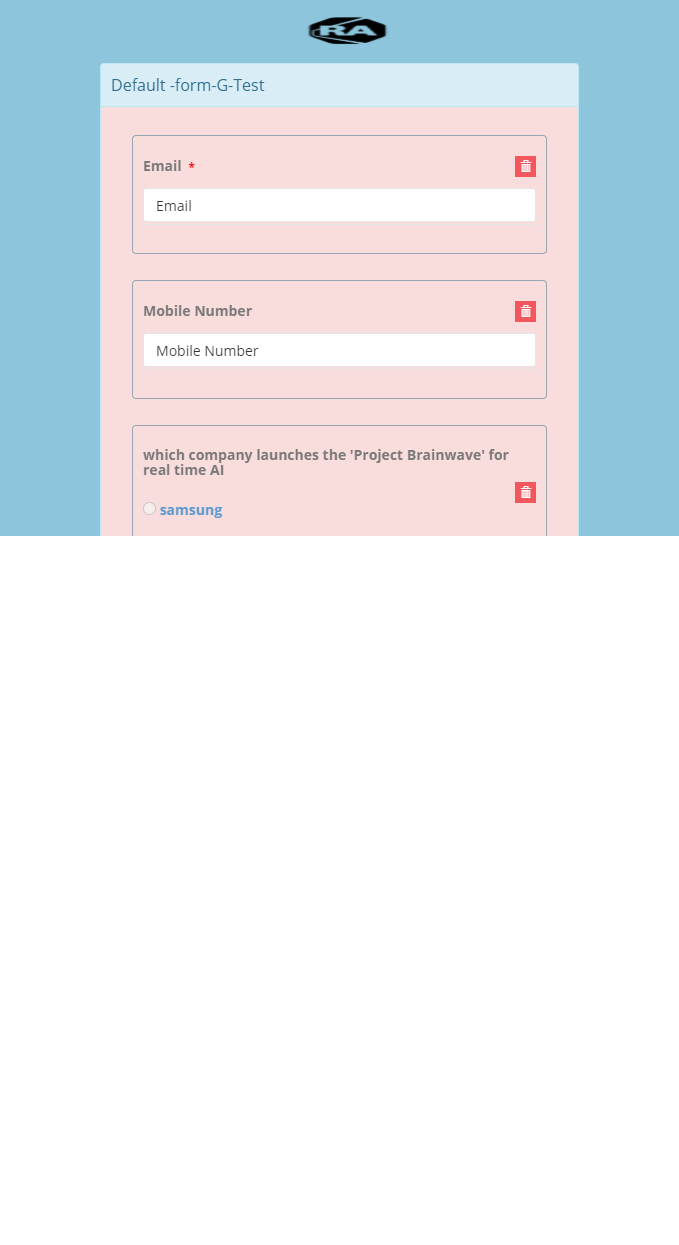 RA
Default -form-G-Test
Email *
Email
Mobile Number
Mobile Number
which company launches the 'Project Brainwave' for
real time AI
samsung